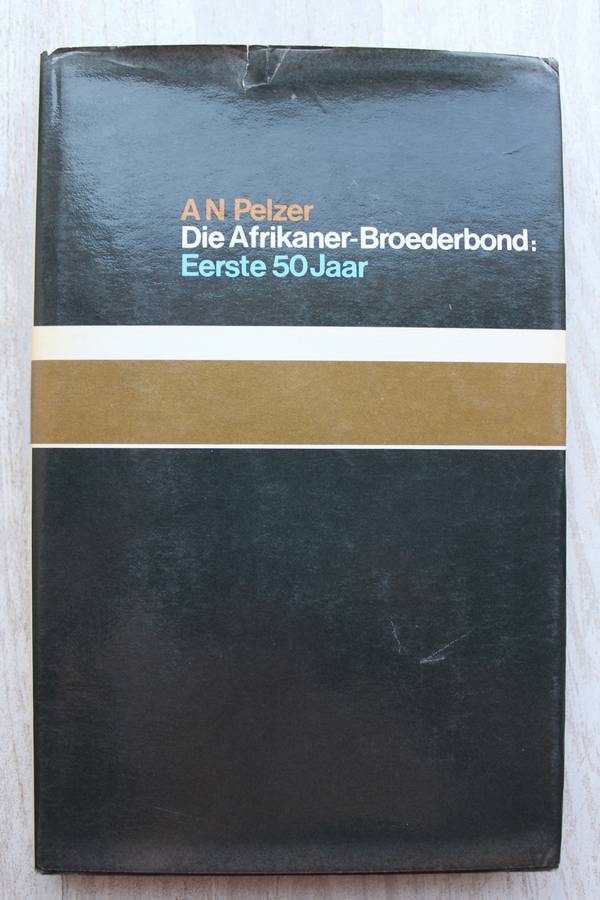 A N Pelzer
Die Afrikaner-Broederbond:
Eerste 50 Jaar